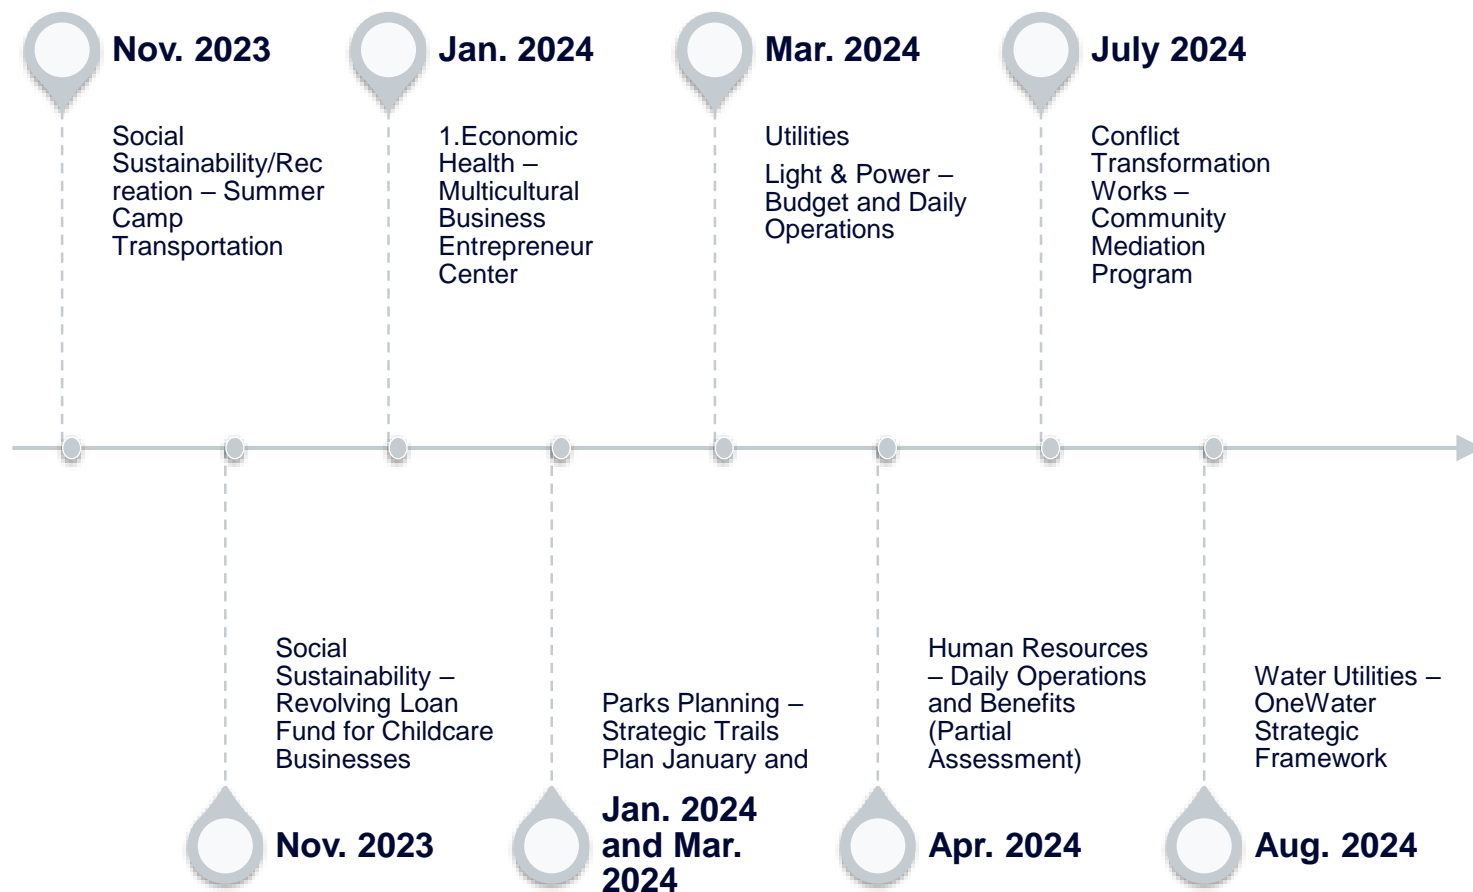 Nov. 2023
Social
Sustainability/Rec
reation – Summer
Camp
Transportation
Jan. 2024
1.Economic
Health –
Multicultural
Business
Entrepreneur
Center
Mar. 2024
Utilities
Light & Power –
Budget and Daily
Operations
July 2024
Conflict
Transformation
Works –
Community
Mediation
Program
Social
Sustainability –
Revolving Loan
Fund for Childcare
Businesses
Nov. 2023
Parks Planning –
Strategic Trails
Plan January and
Jan. 2024
and Mar.
2024
Human Resources
– Daily Operations
and Benefits
(Partial
Assessment)
Apr. 2024
Water Utilities –
OneWater
Strategic
Framework
Aug. 2024